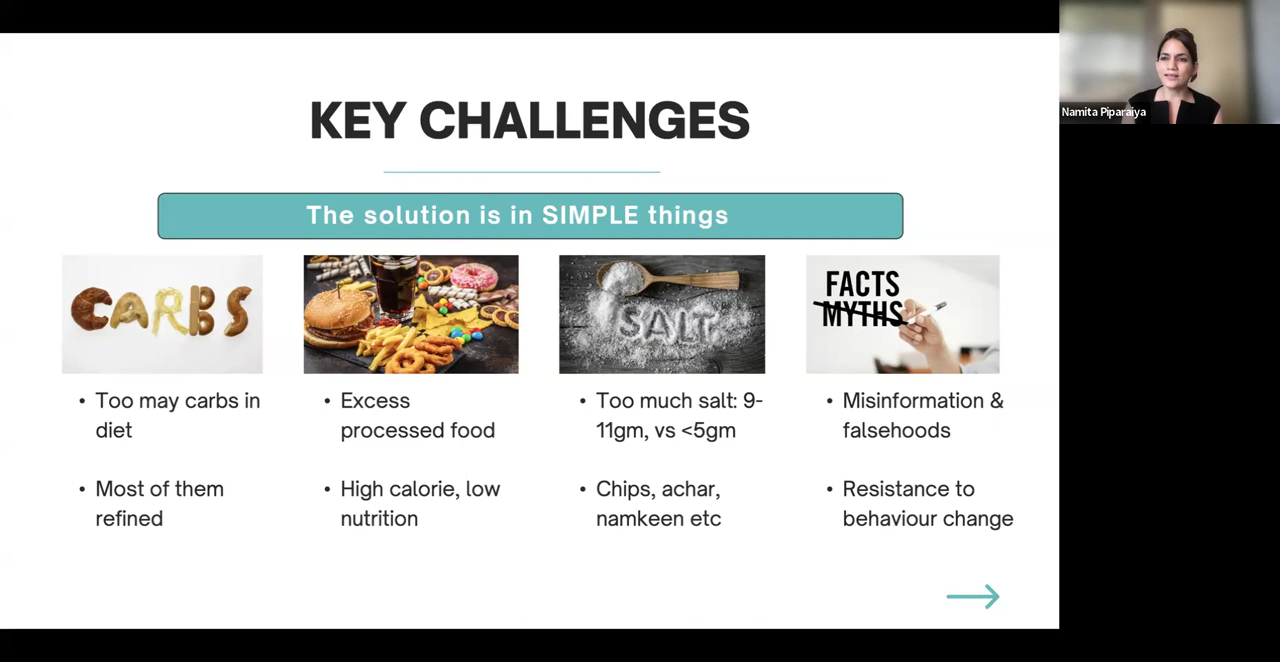 KEY CHALLENGES
The solution is in SIMPLE things
CARBS
SALT
FACTS
MYTHS
• Too may carbs in
diet
• Most of them
refined
• Excess
processed food
• High calorie, low
nutrition
• Too much salt: 9-
11gm, vs <5gm
• Chips, achar,
namkeen etc
• Misinformation &
falsehoods
• Resistance to
behaviour change
Namita Piparaiya